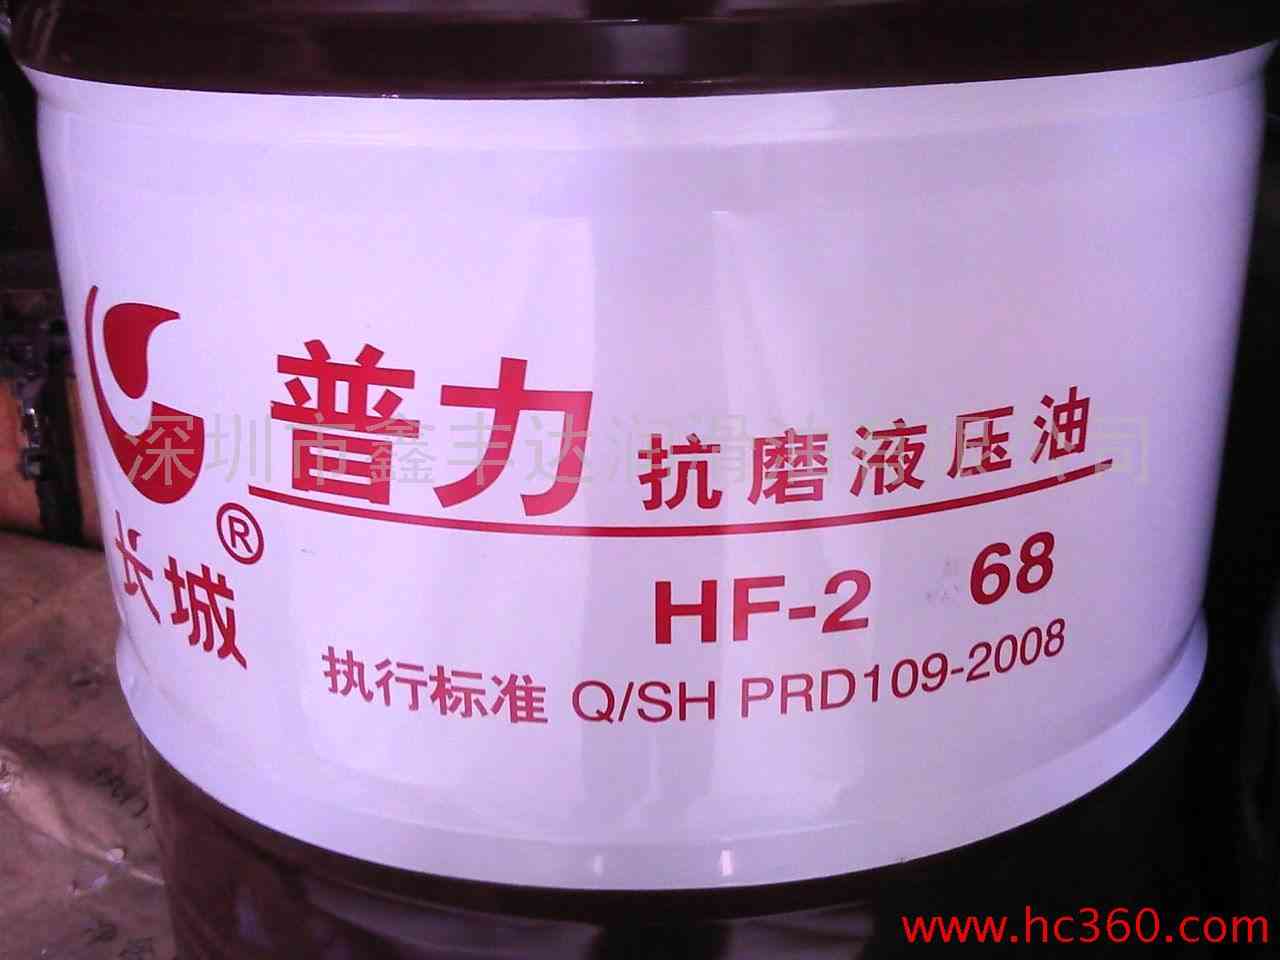 普力 抗磨液压油
深圳市鑫丰达润滑油有限公司
®
长城
HF-2 68
执行标准 Q/SH PRD109-2008
www.hc360.com